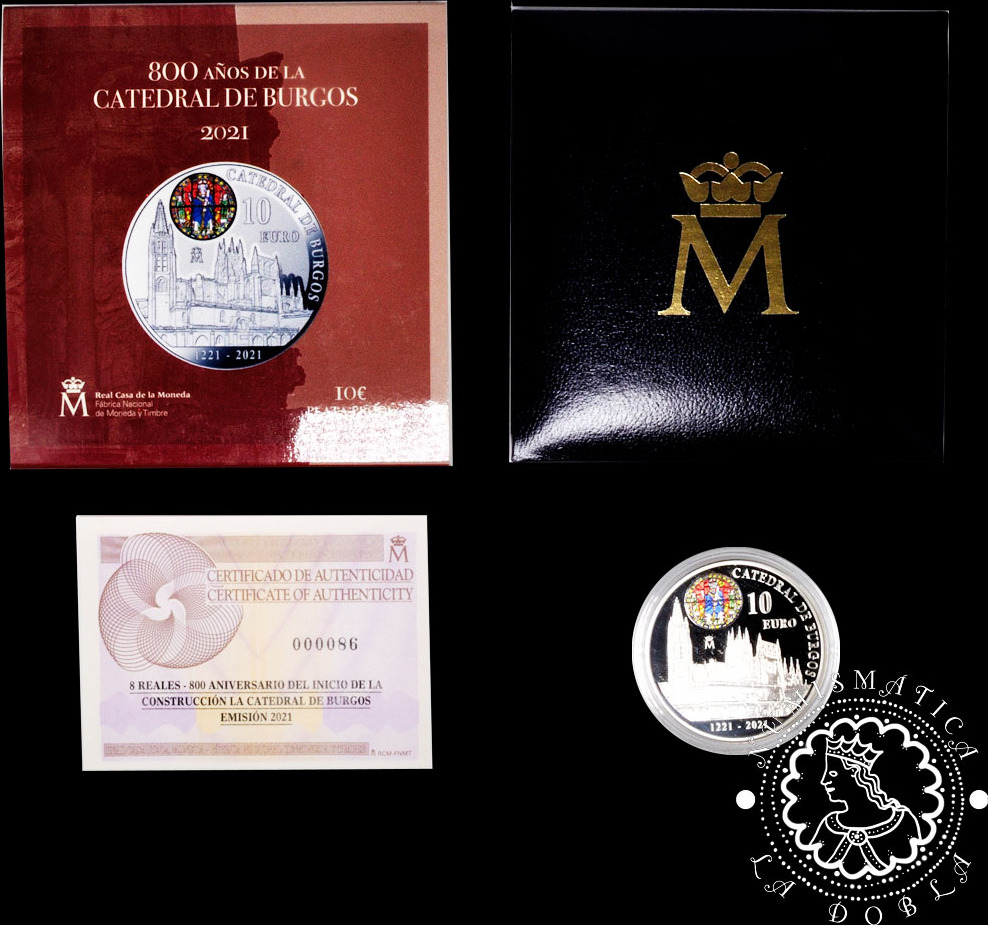 800 AÑOS DE LA
CATEDRAL DE BURGOS
2021
CATEDRAL DE BURGOS
10
EURO
M
1221 - 2021
M
Real Casa de la Moneda
Fábrica Nacional
de Moneda y Timbre
10€
PLATA
M
M
CERTIFICADO DE AUTENTICIDAD
CERTIFICATE OF AUTHENTICITY
000086
8 REALES - 800 ANIVERSARIO DEL INICIO DE LA
CONSTRUCCIÓN LA CATEDRAL DE BURGOS
EMISIÓN 2021
RCM-FNMT
CATEDRAL DE BURGOS
10
EURO
M
1221 - 2021
NUMISMATICA
LA DOBLA